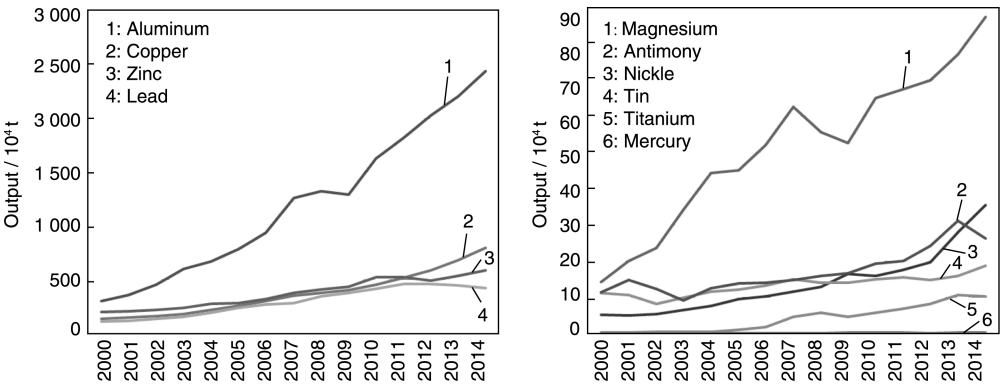 3 000
2 500
3 000
1 500
1 000
500
0
Output / 10⁴ t
1: Aluminum
2: Copper
3: Zinc
4: Lead
1
2
3
4
2000 2001 2002 2003 2004 2005 2006 2007 2008 2009 2010 2011 2012 2013 2014
90
80
70
60
50
40
30
20
10
0
Output / 10⁴ t
1: Magnesium
2: Antimony
3: Nickle
4: Tin
5: Titanium
6: Mercury
1
2
3
4
5
6
2000 2001 2002 2003 2004 2005 2006 2007 2008 2009 2010 2011 2012 2013 2014